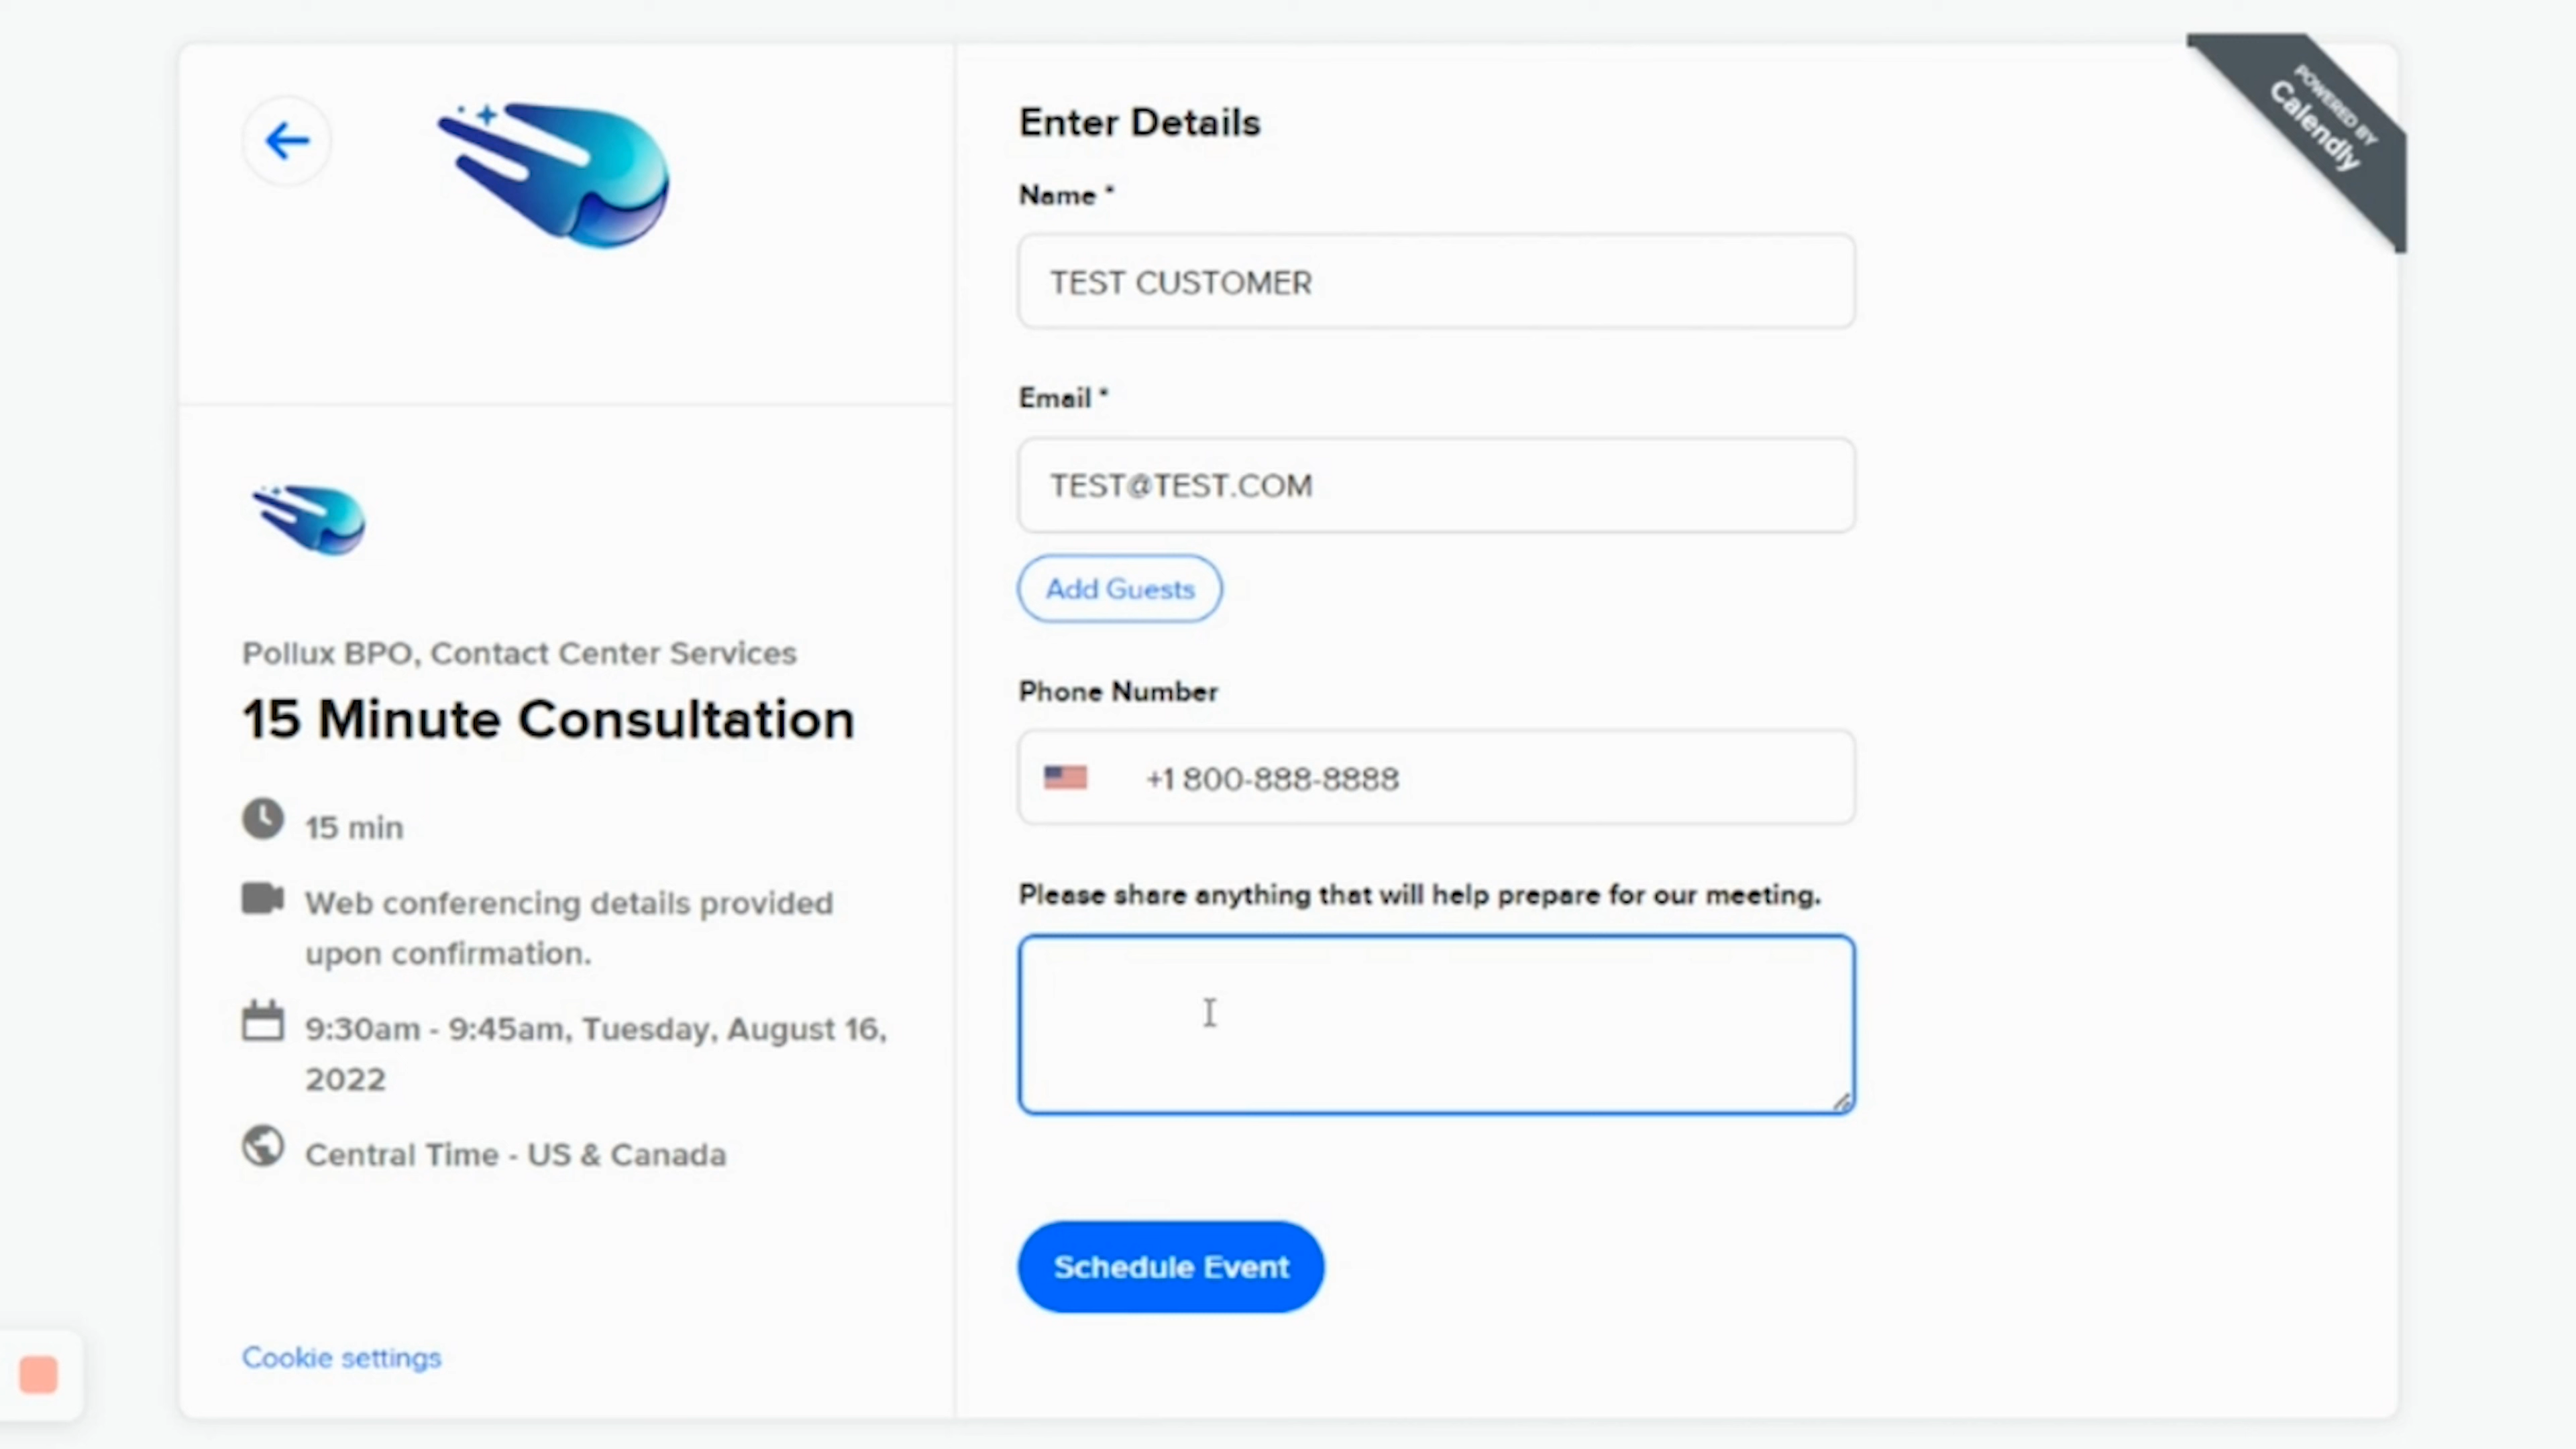 POWERED BY
Calendly
Pollux BPO, Contact Center Services
15 Minute Consultation
15 min
Web conferencing details provided
upon confirmation.
9:30am - 9:45am, Tuesday, August 16,
2022
Central Time - US & Canada
Cookie settings
Enter Details
Name *
TEST CUSTOMER
Email *
TEST@TEST.COM
Add Guests
Phone Number
+1 800-888-8888
Please share anything that will help prepare for our meeting.
Schedule Event